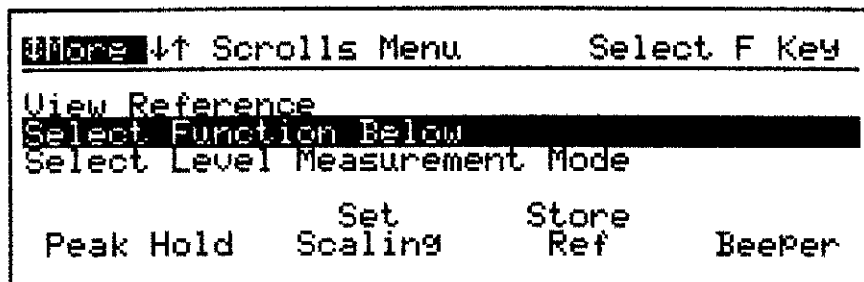 ↓More ↓↑ Scrolls Menu Select F Key
View Reference
Select Function Below
Select Level Measurement Mode
Set Store
Peak Hold Scaling Ref Beeper